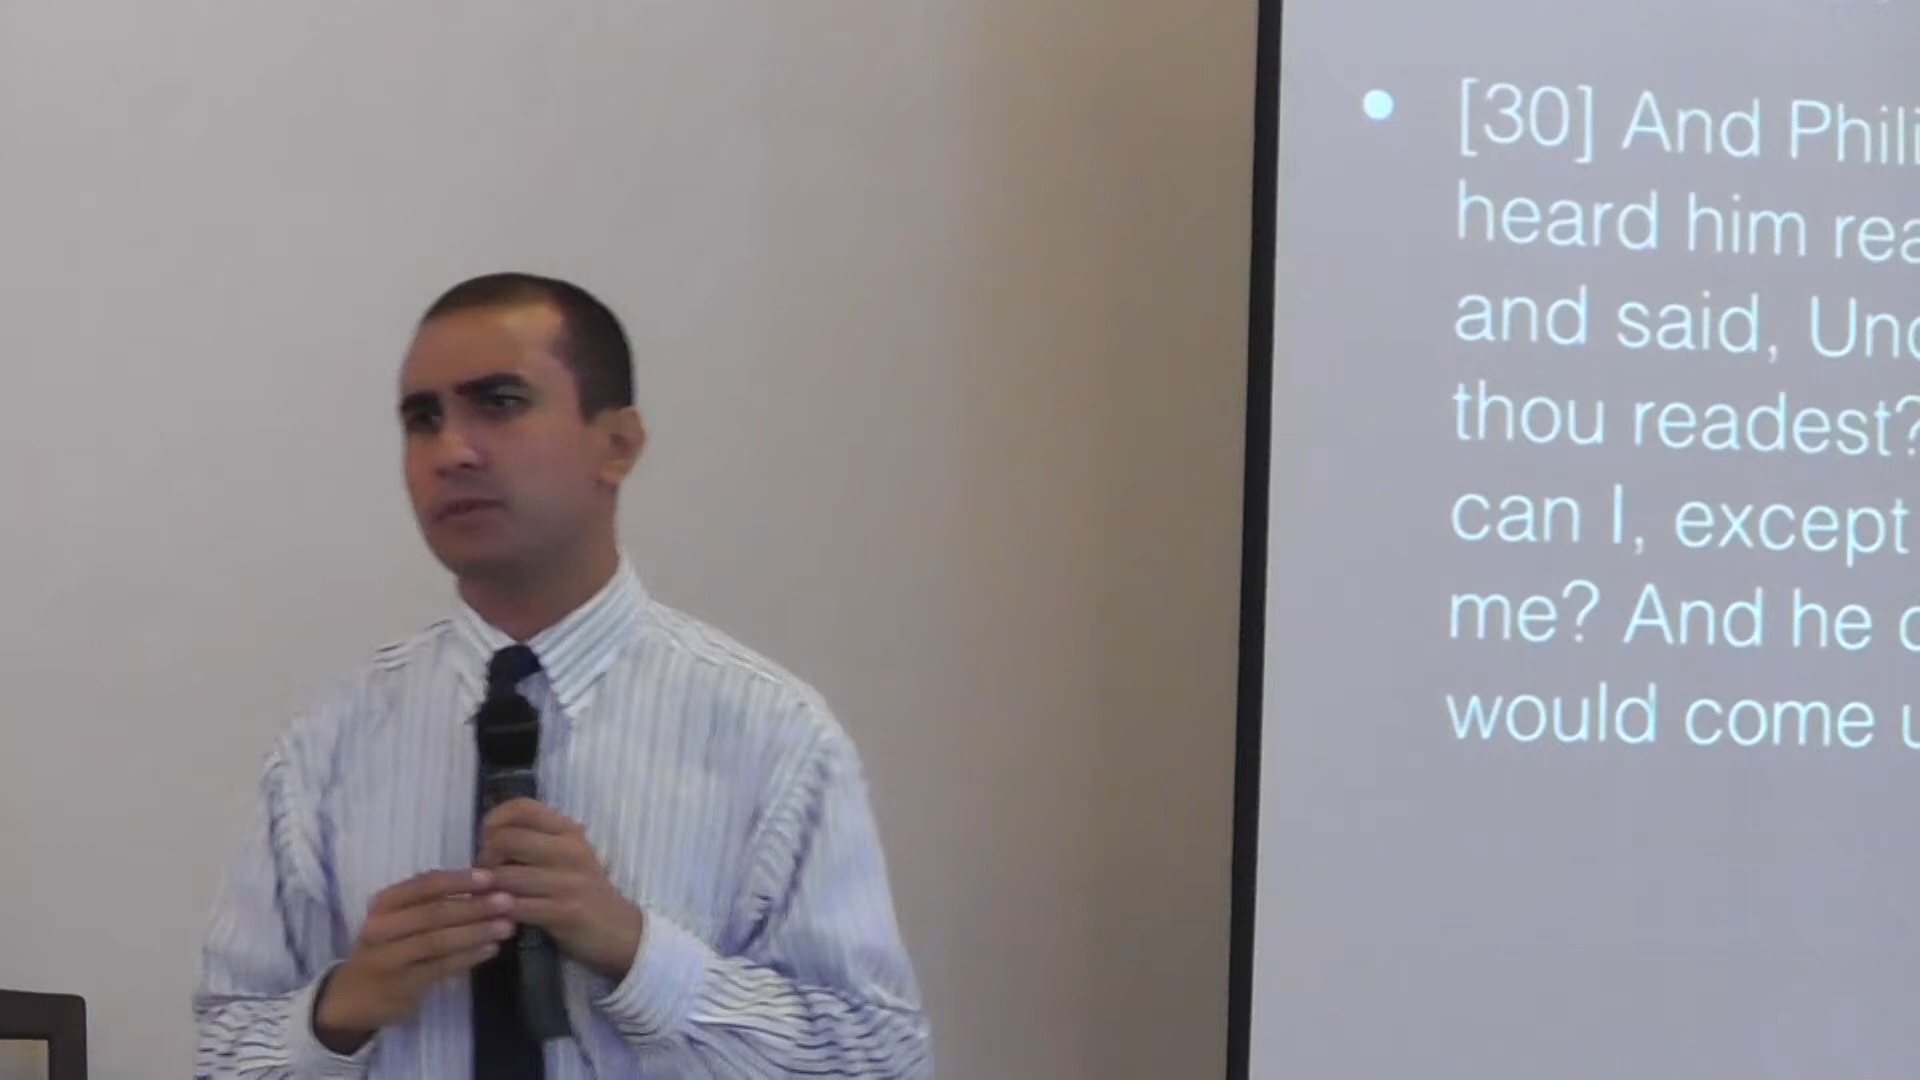 [30] And Phili
heard him rea
and said, Und
thou readest?
can I, except
me? And he
would come u